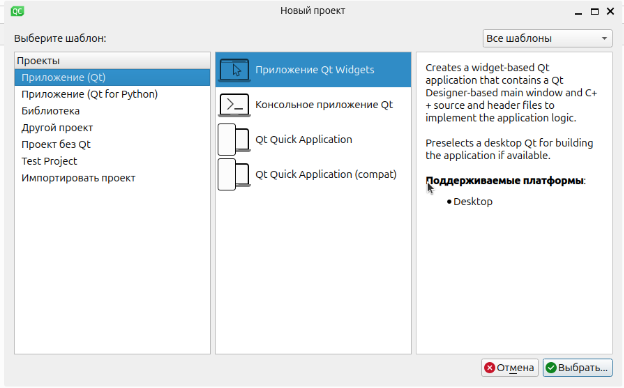 QC
Новый проект
Выберите шаблон:
Все шаблоны
Проекты
Приложение (Qt)
Приложение (Qt for Python)
Библиотека
Другой проект
Проект без Qt
Test Project
Импортировать проект
Приложение Qt Widgets
Консольное приложение Qt
Qt Quick Application
Qt Quick Application (compat)
Creates a widget-based Qt
application that contains a Qt
Designer-based main window and C+
+ source and header files to
implement the application logic.
Preselects a desktop Qt for building
the application if available.
Поддерживаемые платформы:
• Desktop
Отмена
Выбрать...